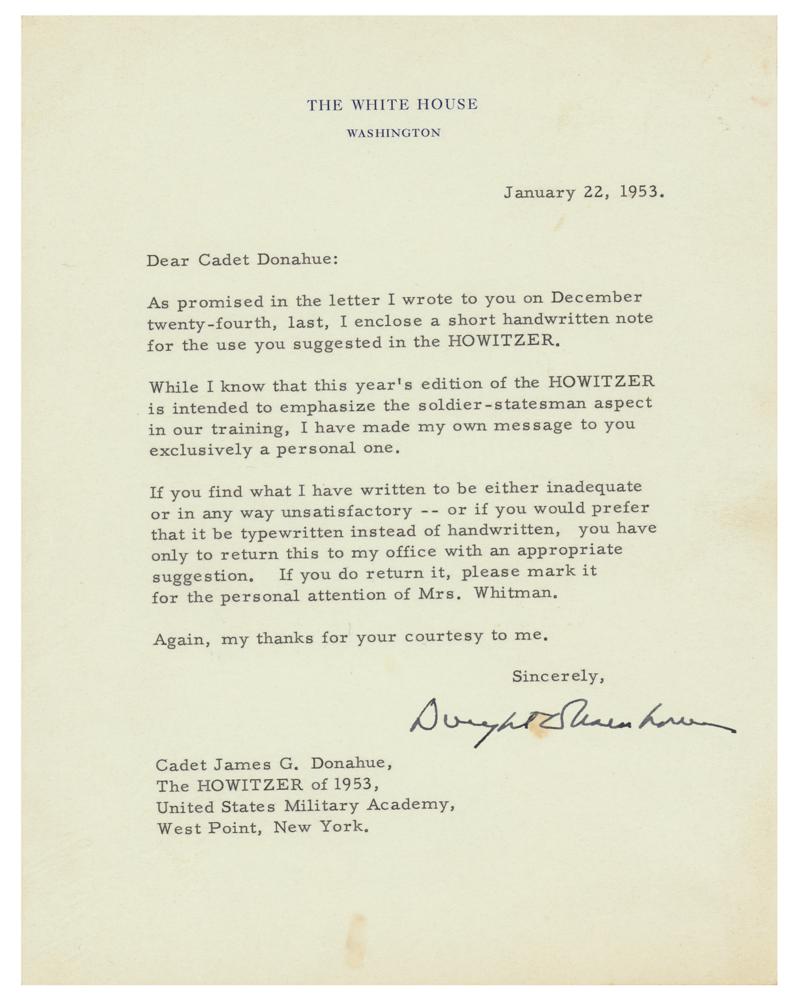 THE WHITE HOUSE
WASHINGTON
January 22, 1953.
Dear Cadet Donahue:
As promised in the letter I wrote to you on December
twenty-fourth, last, I enclose a short handwritten note
for the use you suggested in the HOWITZER.
While I know that this year's edition of the HOWITZER
is intended to emphasize the soldier-statesman aspect
in our training, I have made my own message to you
exclusively a personal one.
If you find what I have written to be either inadequate
or in any way unsatisfactory -- or if you would prefer
that it be typewritten instead of handwritten, you have
only to return this to my office with an appropriate
suggestion. If you do return it, please mark it
for the personal attention of Mrs. Whitman.
Again, my thanks for your courtesy to me.
Sincerely,
Dwight D Eisenhower
Cadet James G. Donahue,
The HOWITZER of 1953,
United States Military Academy,
West Point, New York.